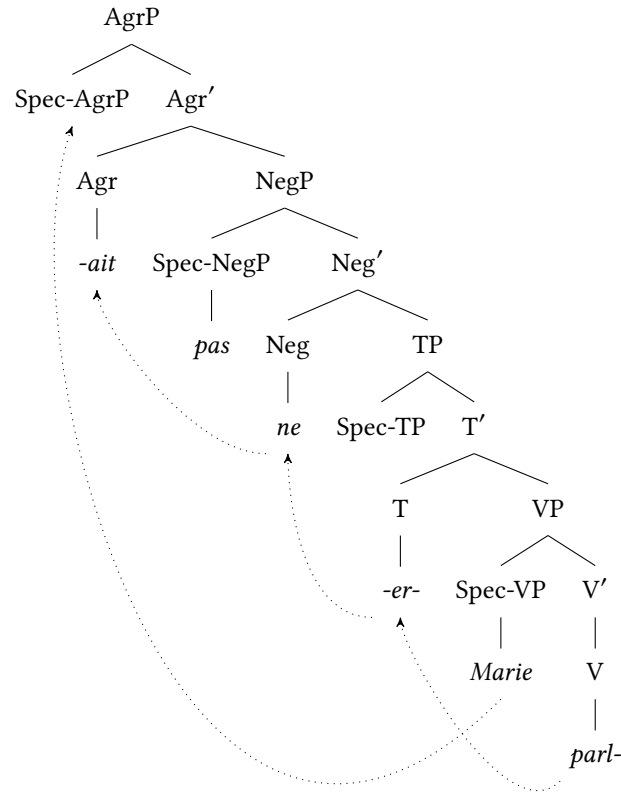 AgrP
Spec-AgrP Agr′
Agr NegP
-ait Spec-NegP Neg′
pas Neg TP
ne Spec-TP T′
T VP
-er- Spec-VP V′
Marie V
parl-